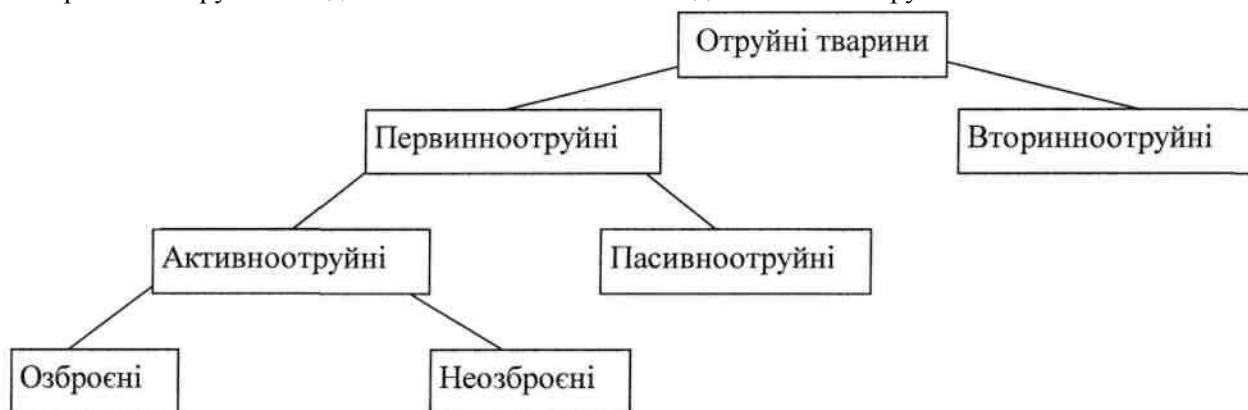 Отруйні тварини
Первинноотруйні
Вторинноотруйні
Активноотруйні
Пасивноотруйні
Озброєні
Неозброєні